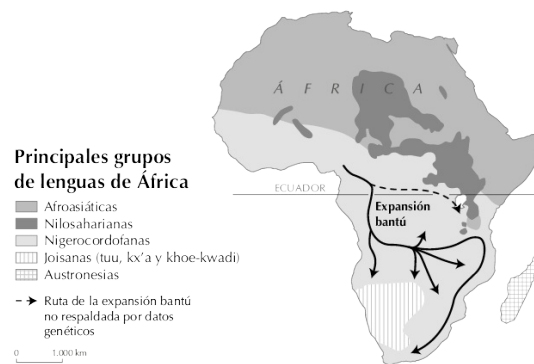 ÁFRICA
Principales grupos
de lenguas de África
ECUADOR
Afroasiáticas
Nilosaharianas
Nigerocordofanas
Joisanas (tuu, kx’a y khoe-kwadi)
Austronesias
Expansión
bantú
Ruta de la expansión bantú
no respaldada por datos
genéticos
0 1.000 km